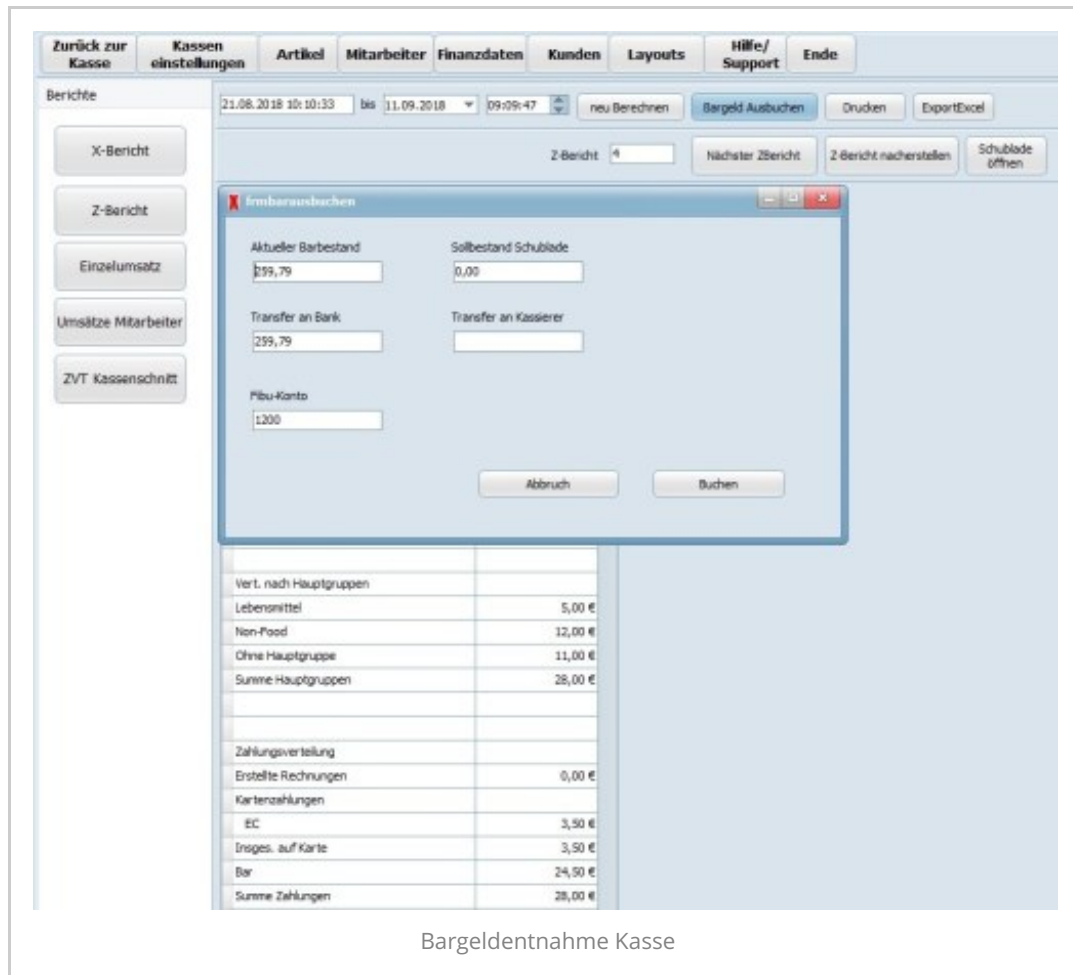 Zurück zur Kasse
Kassen einstellungen
Artikel
Mitarbeiter
Finanzdaten
Kunden
Layouts
Hilfe/ Support
Ende
Berichte
21.08.2018 10:10:33 bis 11.09.2018 09:09:47 neu Berechnen Bargeld Ausbuchen Drucken ExportExcel
Z-Bericht 4 Nächster ZBericht Z-Bericht nacherstellen Schublade öffnen
X-Bericht
Z-Bericht
Einzelumsatz
Umsätze Mitarbeiter
ZVT Kassenschnitt
frmbarausbuchen
Aktueller Barbestand Sollbestand Schublade
259,79 0,00
Transfer an Bank Transfer an Kassierer
259,79
Fibu-Konto
1200
Abbruch Buchen
Vert. nach Hauptgruppen
Lebensmittel 5,00 €
Non-Food 12,00 €
Ohne Hauptgruppe 11,00 €
Summe Hauptgruppen 28,00 €
Zahlungsverteilung
Erstellte Rechnungen 0,00 €
Kartenzahlungen
EC 3,50 €
Insges. auf Karte 3,50 €
Bar 24,50 €
Summe Zahlungen 28,00 €
Bargeldentnahme Kasse